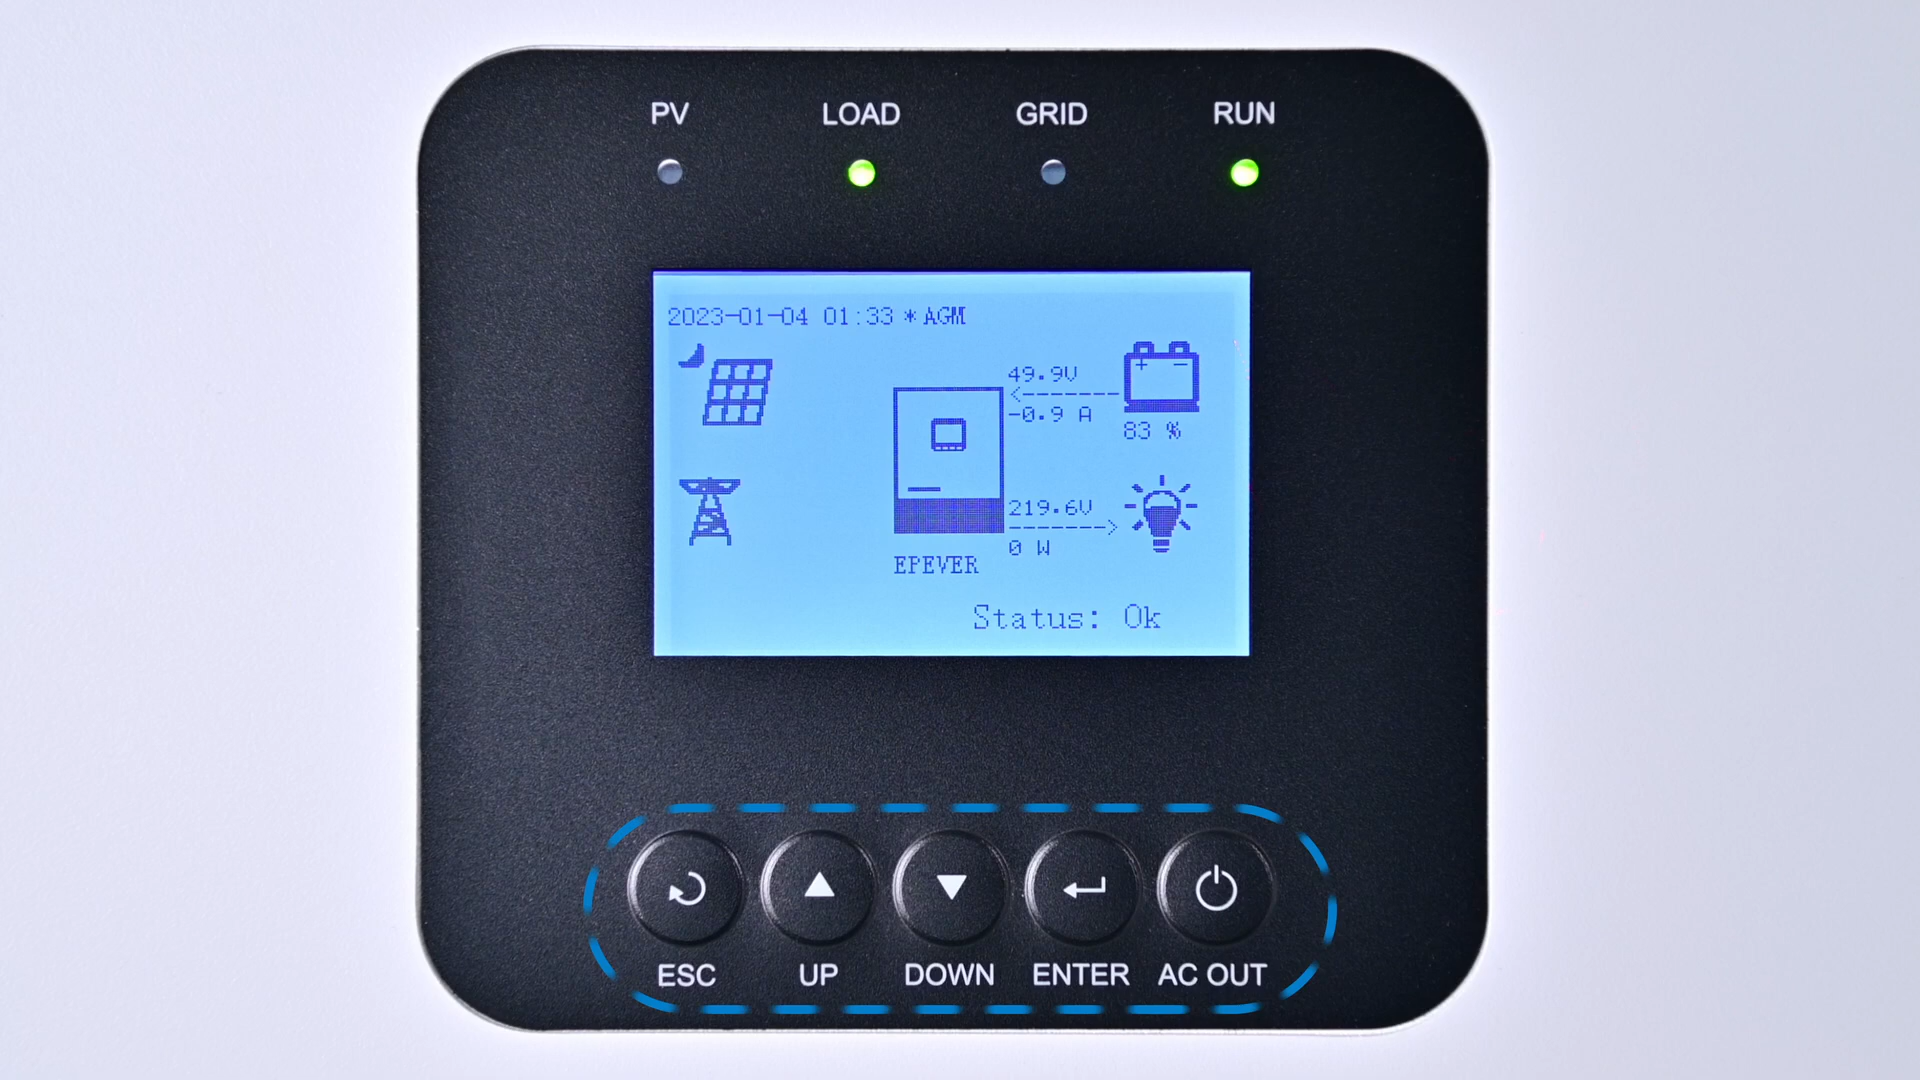 PV LOAD GRID RUN
2023-01-04 01:33 *AGM
49.9V
-0.9 A
83 %
219.6V
0 W
EPEVER
Status: Ok
ESC UP DOWN ENTER AC OUT